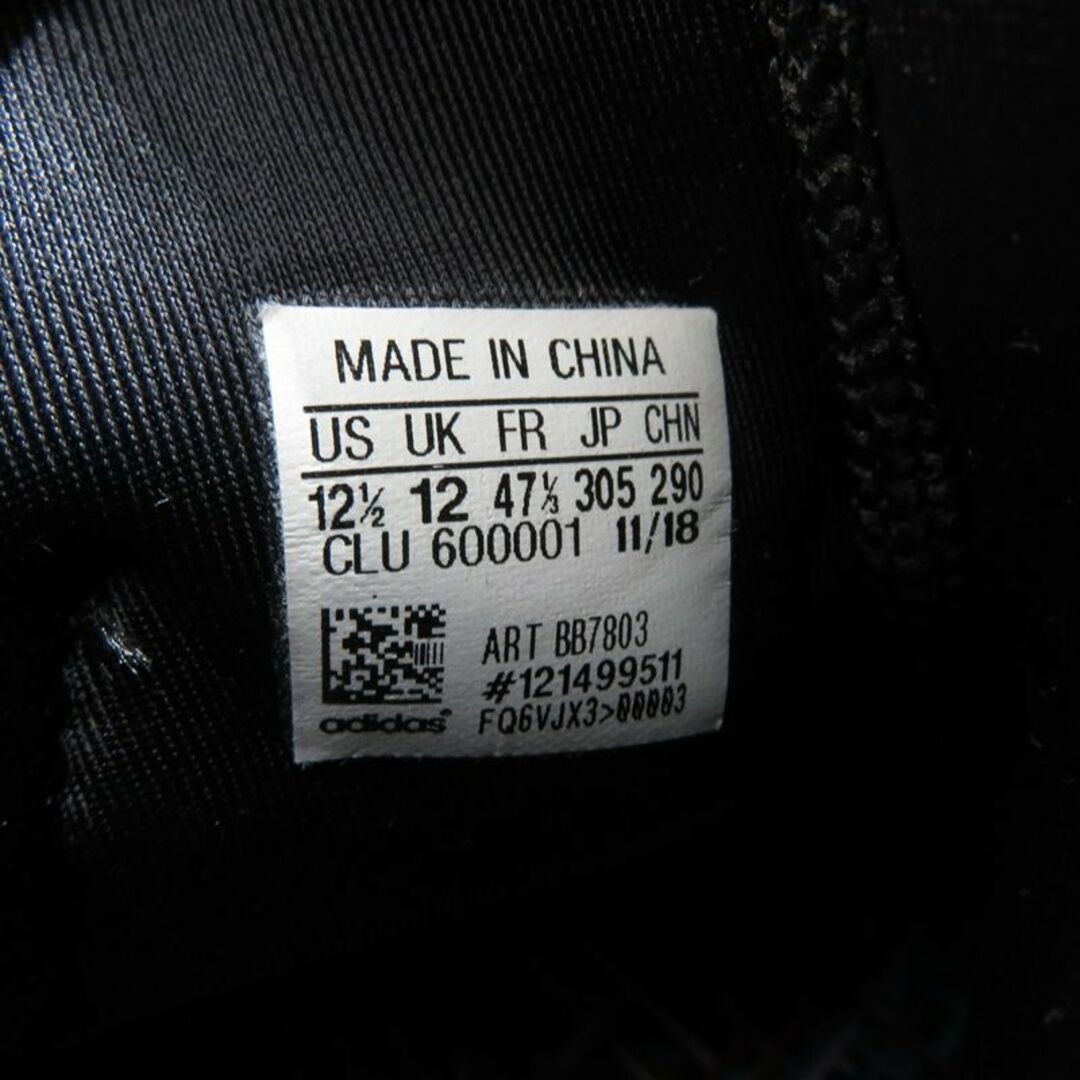 MADE IN CHINA
US UK FR JP CHN
12½ 12 47⅓ 305 290
CLU 600001 11/18
ART BB7803
#121499511
adidas FQ6VJX3>00003